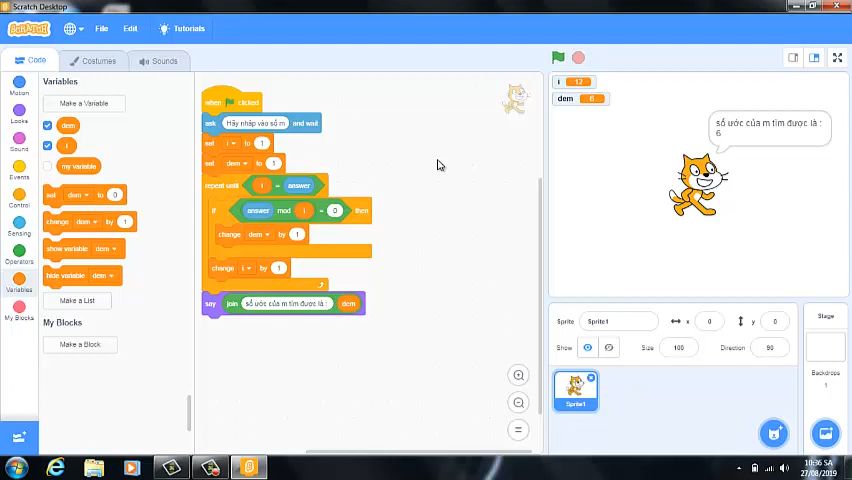 Scratch Desktop
SCRATCH
File
Edit
Tutorials
Code
Costumes
Sounds
Motion
Looks
Sound
Events
Control
Sensing
Operators
Variables
My Blocks
Variables
Make a Variable
dem
i
my variable
set dem to 0
change dem by 1
show variable dem
hide variable dem
Make a List
My Blocks
Make a Block
when clicked
ask Hãy nhập vào số m and wait
set i to 1
set dem to 1
repeat until i = answer
if answer mod i = 0 then
change dem by 1
change i by 1
say join số ước của m tìm được là : dem
i 12
dem 6
số ước của m tìm được là :
6
Sprite Sprite1 x 0 y 0
Show Size 100 Direction 90
Sprite1
Stage
Backdrops
1
10:36 SA
27/08/2019